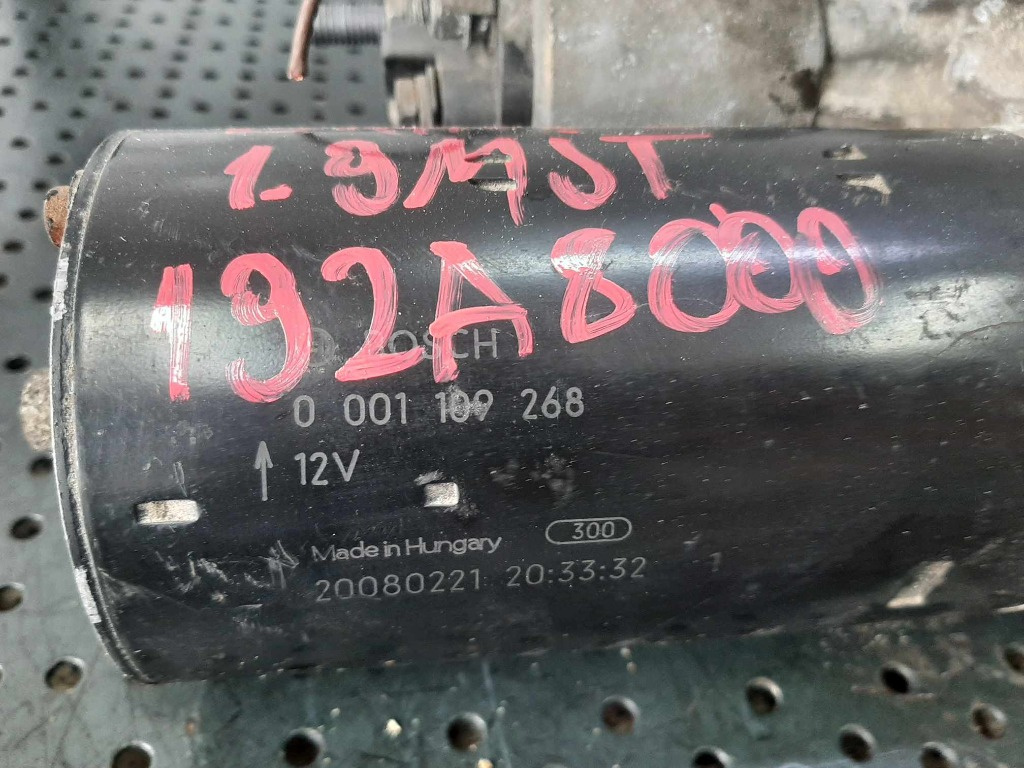 1.9MJT
192A8000
BOSCH
0 001 109 268
12V
Made in Hungary 300
20080221 20:33:32